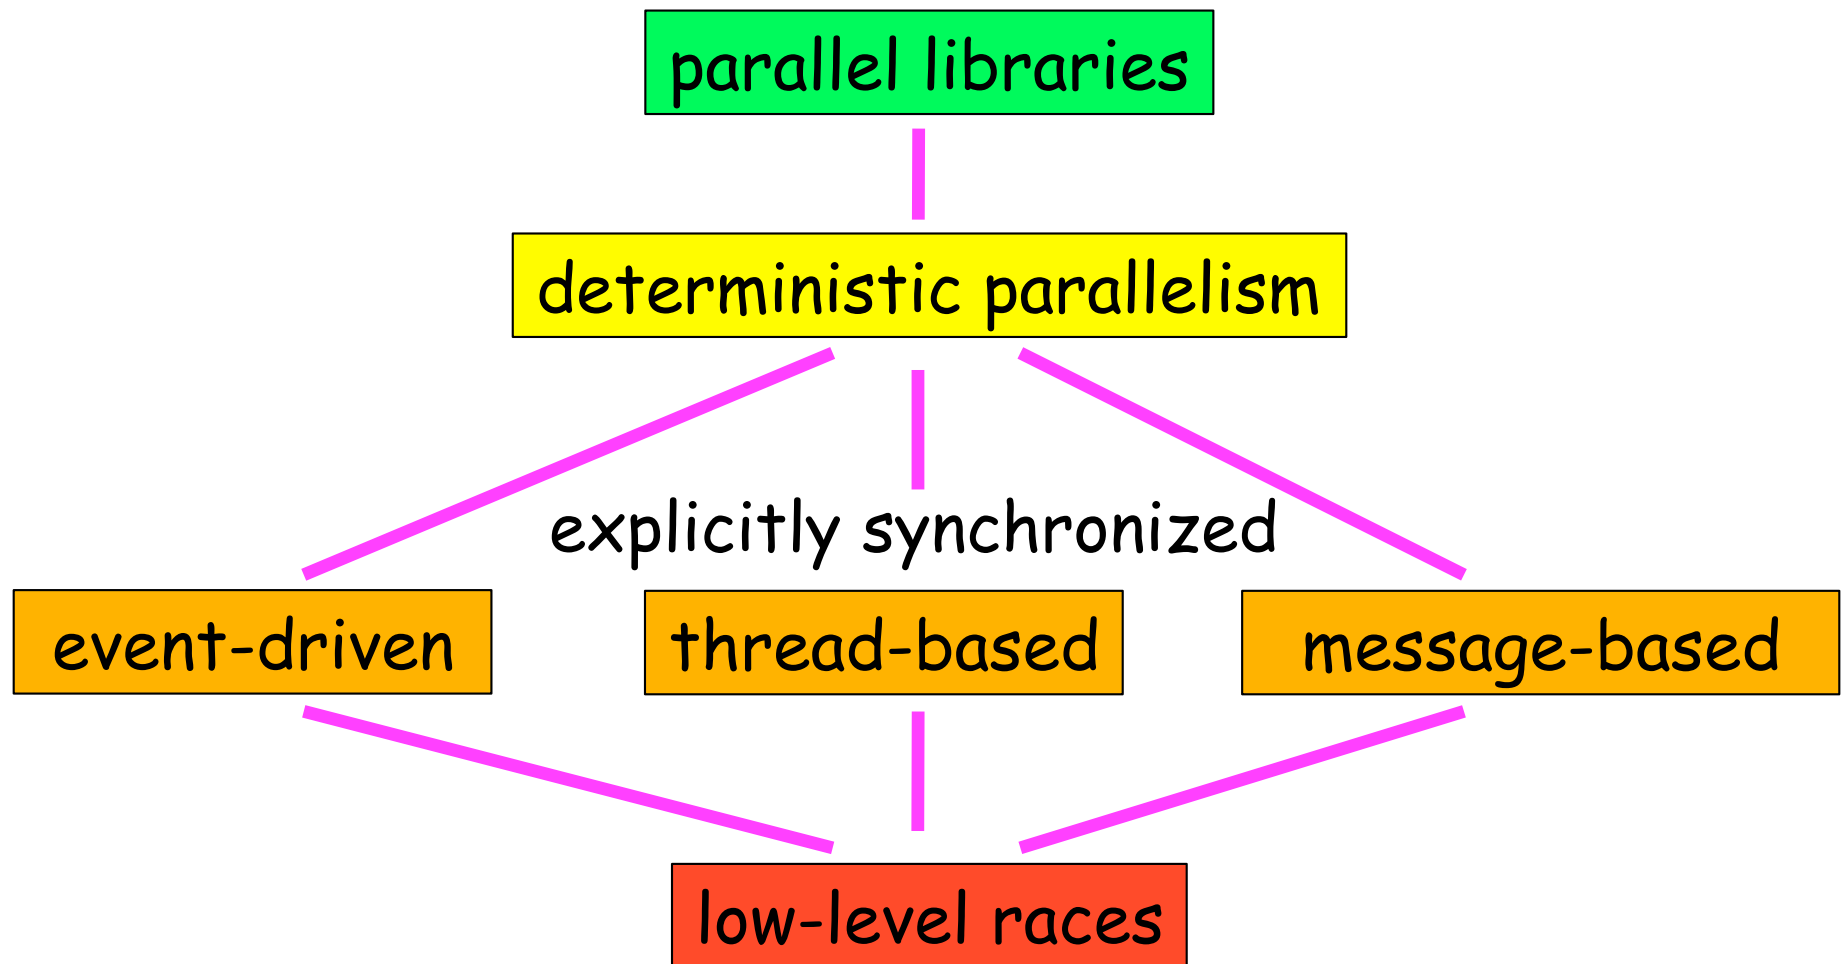 parallel libraries
deterministic parallelism
explicitly synchronized
event-driven
thread-based
message-based
low-level races